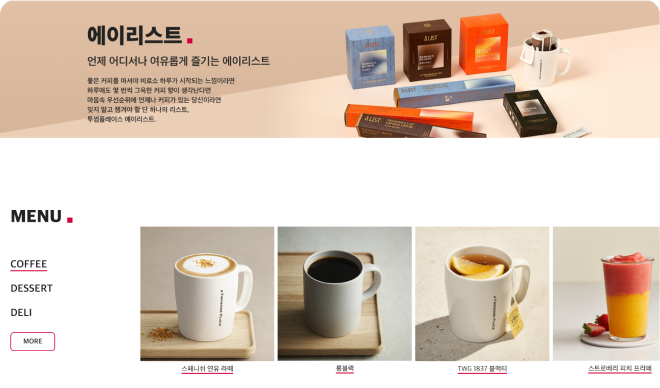 에이리스트
언제 어디서나 여유롭게 즐기는 에이리스트
좋은 커피를 마셔야 비로소 하루가 시작되는 느낌이라면
하루에도 몇 번씩 그윽한 커피 향이 생각난다면
마음속 우선순위에 언제나 커피가 있는 당신이라면
잊지 말고 챙겨야 할 단 하나의 리스트,
투썸플레이스 에이리스트.
MENU
COFFEE
DESSERT
DELI
MORE
스페니쉬 연유 라떼
롱블랙
TWG 1837 블랙티
스트로베리 피치 프라페